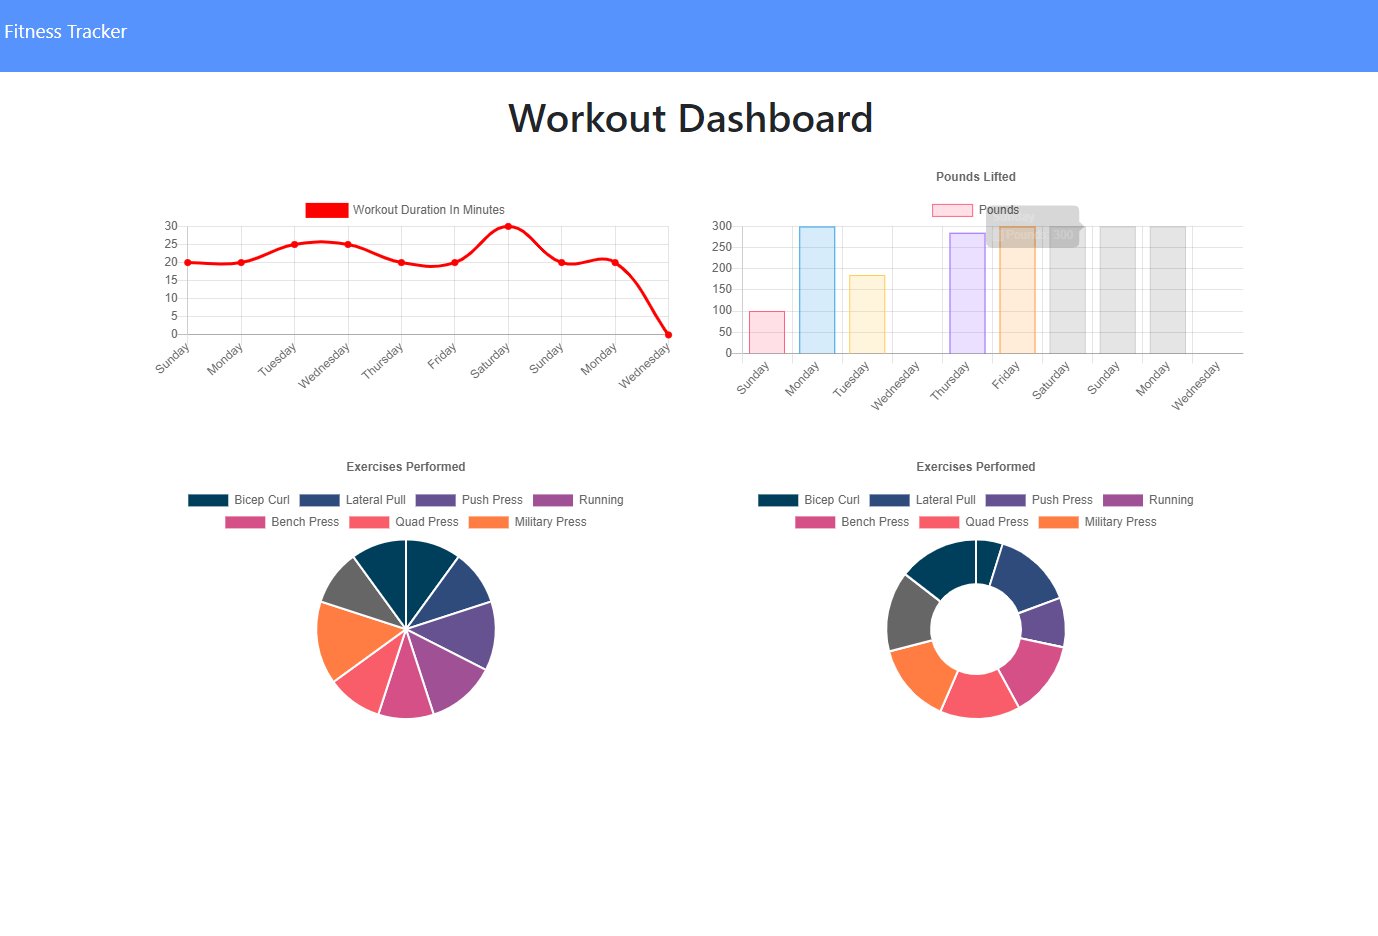 Fitness Tracker
Workout Dashboard
Workout Duration In Minutes
30
25
20
15
10
5
0
Sunday Monday Tuesday Wednesday Thursday Friday Saturday Sunday Monday Wednesday
Pounds Lifted
Pounds
Pounds: 300
300
250
200
150
100
50
0
Sunday Monday Tuesday Wednesday Thursday Friday Saturday Sunday Monday Wednesday
Exercises Performed
Bicep Curl Lateral Pull Push Press Running
Bench Press Quad Press Military Press
Exercises Performed
Bicep Curl Lateral Pull Push Press Running
Bench Press Quad Press Military Press